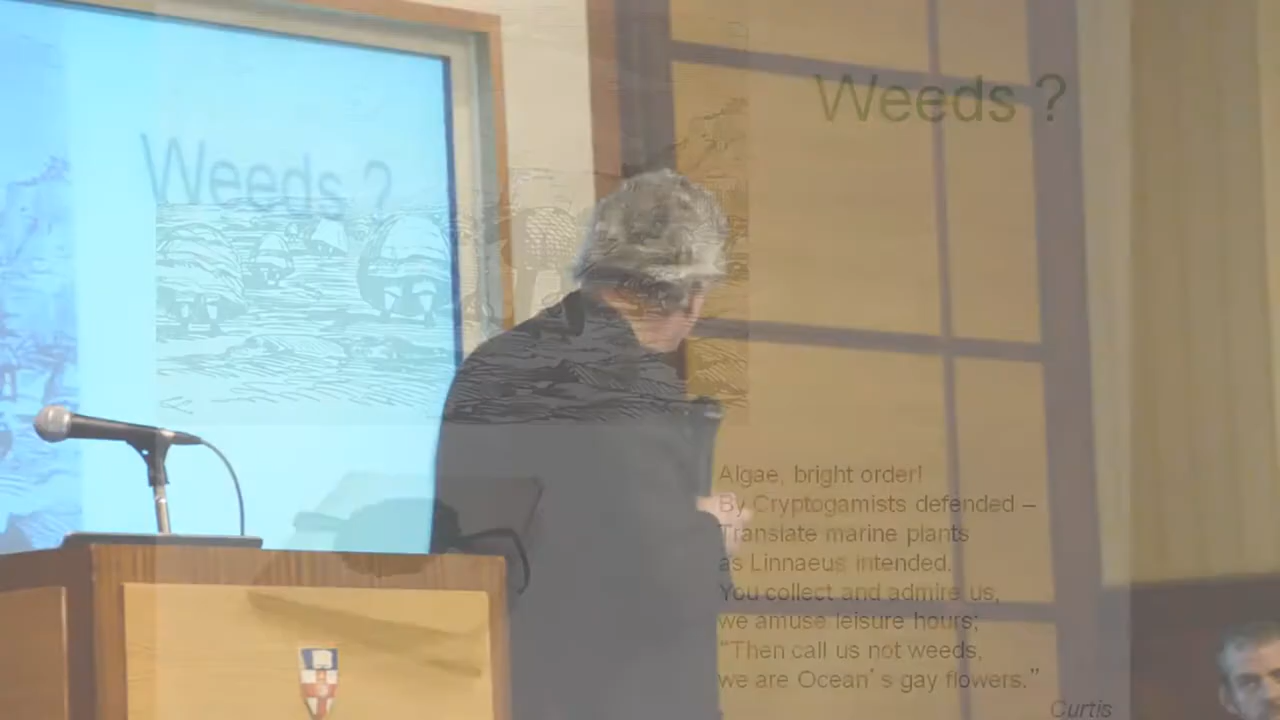 Weeds ?
Weeds ?
Algae, bright order!
By Cryptogamists defended –
Translate marine plants
as Linnaeus intended.
You collect and admire us,
we amuse leisure hours;
“Then call us not weeds,
we are Ocean’ s gay flowers.”
Curtis